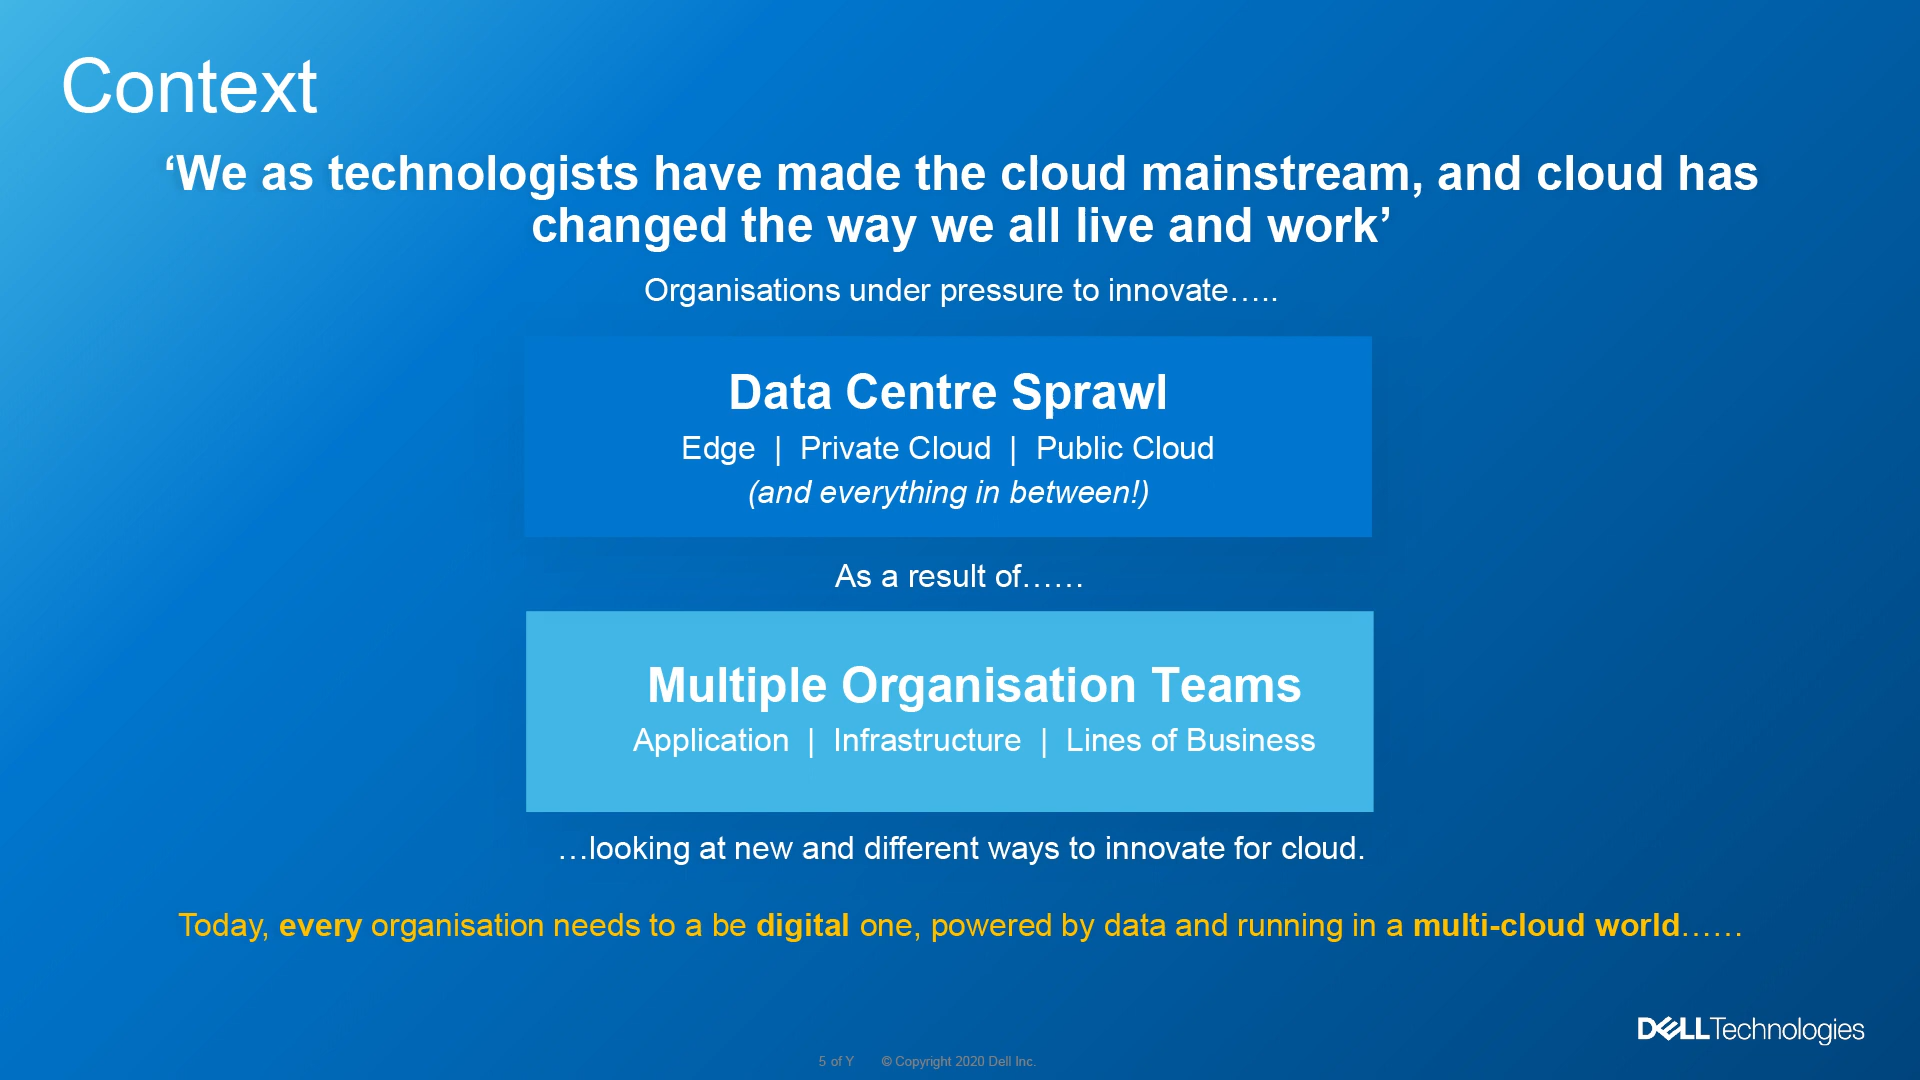 Context
‘We as technologists have made the cloud mainstream, and cloud has
changed the way we all live and work’
Organisations under pressure to innovate…..
Data Centre Sprawl
Edge | Private Cloud | Public Cloud
(and everything in between!)
As a result of……
Multiple Organisation Teams
Application | Infrastructure | Lines of Business
…looking at new and different ways to innovate for cloud.
Today, every organisation needs to a be digital one, powered by data and running in a multi-cloud world……
DELL Technologies
5 of Y © Copyright 2020 Dell Inc.